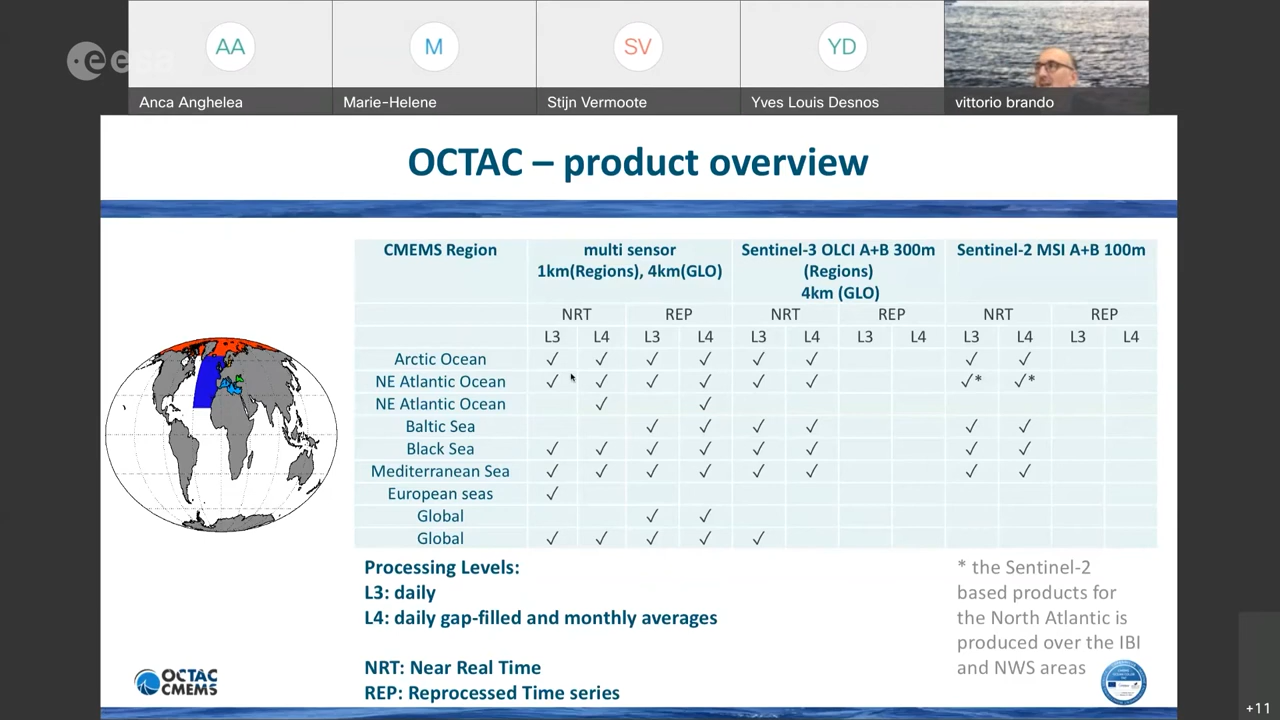 esa
AA
M
SV
YD
Anca Anghelea
Marie-Helene
Stijn Vermoote
Yves Louis Desnos
vittorio brando
OCTAC – product overview
CMEMS Region
multi sensor
1km(Regions), 4km(GLO)
Sentinel-3 OLCI A+B 300m
(Regions)
4km (GLO)
Sentinel-2 MSI A+B 100m
NRT REP NRT REP NRT REP
L3 L4 L3 L4 L3 L4 L3 L4 L3 L4 L3 L4
Arctic Ocean ✓ ✓ ✓ ✓ ✓ ✓ ✓ ✓
NE Atlantic Ocean ✓ ✓ ✓ ✓ ✓ ✓ ✓* ✓*
NE Atlantic Ocean ✓ ✓
Baltic Sea ✓ ✓ ✓ ✓ ✓ ✓
Black Sea ✓ ✓ ✓ ✓ ✓ ✓ ✓ ✓
Mediterranean Sea ✓ ✓ ✓ ✓ ✓ ✓ ✓ ✓
European seas ✓
Global ✓ ✓
Global ✓ ✓ ✓ ✓ ✓
Processing Levels:
L3: daily
L4: daily gap-filled and monthly averages
NRT: Near Real Time
REP: Reprocessed Time series
* the Sentinel-2
based products for
the North Atlantic is
produced over the IBI
and NWS areas
OCTAC
CMEMS
+11